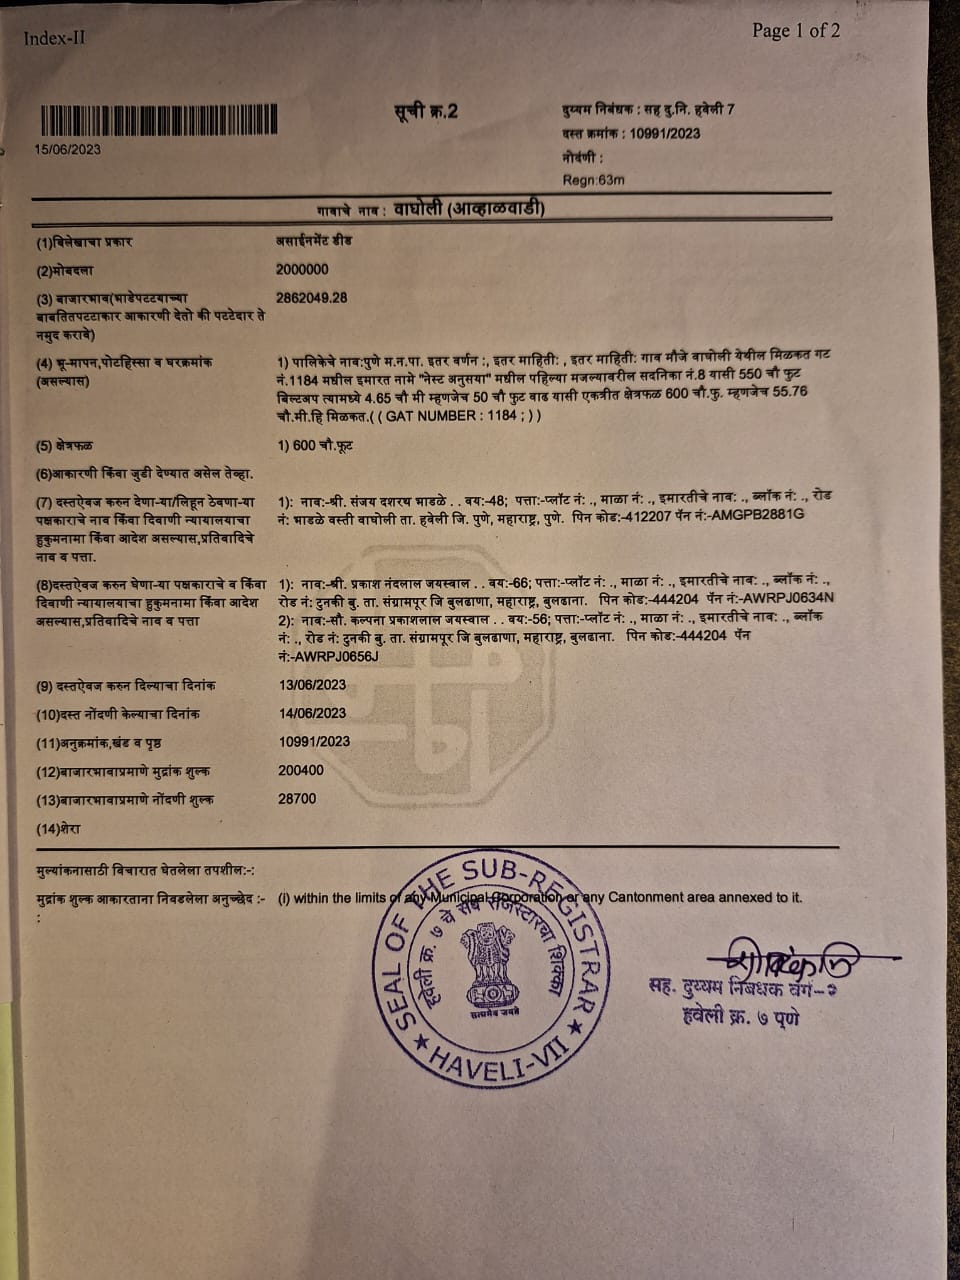 Index-II
Page 1 of 2
सूची क्र.2
दुय्यम निबंधक : सह दु.नि. हवेली 7
दस्त क्रमांक : 10991/2023
नोदंणी :
Regn:63m
15/06/2023
गावाचे नाव : वाघोली (आव्हाळवाडी)
(1)विलेखाचा प्रकार असाईनमेंट डीड
(2)मोबदला 2000000
(3) बाजारभाव(भाडेपटटयाच्या 2862049.28
बाबतितपटटाकार आकारणी देतो की पटटेदार ते
नमुद करावे)
(4) भू-मापन,पोटहिस्सा व घरक्रमांक 1) पालिकेचे नाव:पुणे म.न.पा. इतर वर्णन :, इतर माहिती: , इतर माहिती: गाव मौजे वाघोली येथील मिळकत गट
(असल्यास) नं.1184 मधील इमारत नामे "नेस्ट अनुसया" मधील पहिल्या मजल्यावरील सदनिका नं.8 यासी 550 चौ फुट
बिल्टअप त्यामध्ये 4.65 चौ मी म्हणजेच 50 चौ फुट वाढ यासी एकत्रीत क्षेत्रफळ 600 चौ.फु. म्हणजेच 55.76
चौ.मी.हि मिळकत.( ( GAT NUMBER : 1184 ; ) )
(5) क्षेत्रफळ 1) 600 चौ.फूट
(6)आकारणी किंवा जुडी देण्यात असेल तेव्हा.
(7) दस्तऐवज करुन देणा-या/लिहून ठेवणा-या 1): नाव:-श्री. संजय दशरथ भाडळे . . वय:-48; पत्ता:-प्लॉट नं: ., माळा नं: ., इमारतीचे नाव: ., ब्लॉक नं: ., रोड
पक्षकाराचे नाव किंवा दिवाणी न्यायालयाचा नं: भाडळे वस्ती वाघोली ता. हवेली जि. पुणे, महाराष्ट्र, पुणे. पिन कोड:-412207 पॅन नं:-AMGPB2881G
हुकुमनामा किंवा आदेश असल्यास,प्रतिवादिचे
नाव व पत्ता.
(8)दस्तऐवज करुन घेणा-या पक्षकाराचे व किंवा 1): नाव:-श्री. प्रकाश नंदलाल जयस्वाल . . वय:-66; पत्ता:-प्लॉट नं: ., माळा नं: ., इमारतीचे नाव: ., ब्लॉक नं: .,
दिवाणी न्यायालयाचा हुकुमनामा किंवा आदेश रोड नं: टुनकी बु. ता. संग्रामपूर जि बुलढाणा, महाराष्ट्र, बुलढाना. पिन कोड:-444204 पॅन नं:-AWRPJ0634N
असल्यास,प्रतिवादिचे नाव व पत्ता 2): नाव:-सौ. कल्पना प्रकाशलाल जयस्वाल . . वय:-56; पत्ता:-प्लॉट नं: ., माळा नं: ., इमारतीचे नाव: ., ब्लॉक
नं: ., रोड नं: टुनकी बु. ता. संग्रामपूर जि बुलढाणा, महाराष्ट्र, बुलढाना. पिन कोड:-444204 पॅन
नं:-AWRPJ0656J
(9) दस्तऐवज करुन दिल्याचा दिनांक 13/06/2023
(10)दस्त नोंदणी केल्याचा दिनांक 14/06/2023
(11)अनुक्रमांक,खंड व पृष्ठ 10991/2023
(12)बाजारभावाप्रमाणे मुद्रांक शुल्क 200400
(13)बाजारभावाप्रमाणे नोंदणी शुल्क 28700
(14)शेरा
मुल्यांकनासाठी विचारात घेतलेला तपशील:-:
मुद्रांक शुल्क आकारताना निवडलेला अनुच्छेद :- (i) within the limits of any Municipal Corporation or any Cantonment area annexed to it.
:
SEAL OF THE SUB-REGISTRAR
HAVELI-VII
हवेली क्र. ७ चे सब रजिस्टारचा शिक्का
सत्यमेव जयते
सह. दुय्यम निबंधक वर्ग-२
हवेली क्र. ७ पुणे